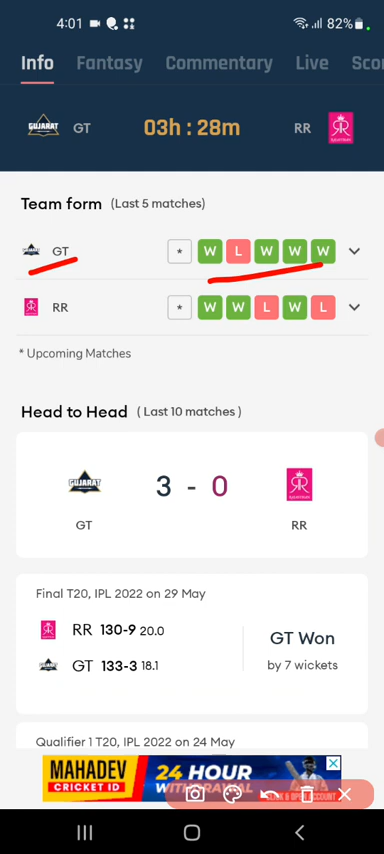 4:01 82%
Info Fantasy Commentary Live Scor
GUJARAT GT 03h : 28m RR
Team form (Last 5 matches)
GT * W L W W W
RR * W W L W L
* Upcoming Matches
Head to Head ( Last 10 matches )
GUJARAT 3 - 0
GT RR
Final T20, IPL 2022 on 29 May
RR 130-9 20.0
GT 133-3 18.1
GT Won
by 7 wickets
Qualifier 1 T20, IPL 2022 on 24 May
MAHADEV
CRICKET ID
24 HOUR
WITHDRAWAL